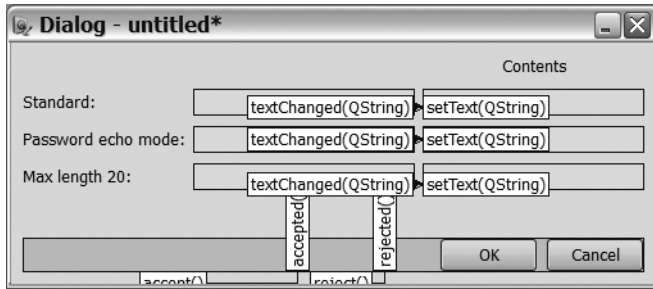 Dialog - untitled*
Contents
Standard: textChanged(QString) setText(QString)
Password echo mode: textChanged(QString) setText(QString)
Max length 20: textChanged(QString) setText(QString)
accepted() rejected()
OK Cancel
accept() reject()